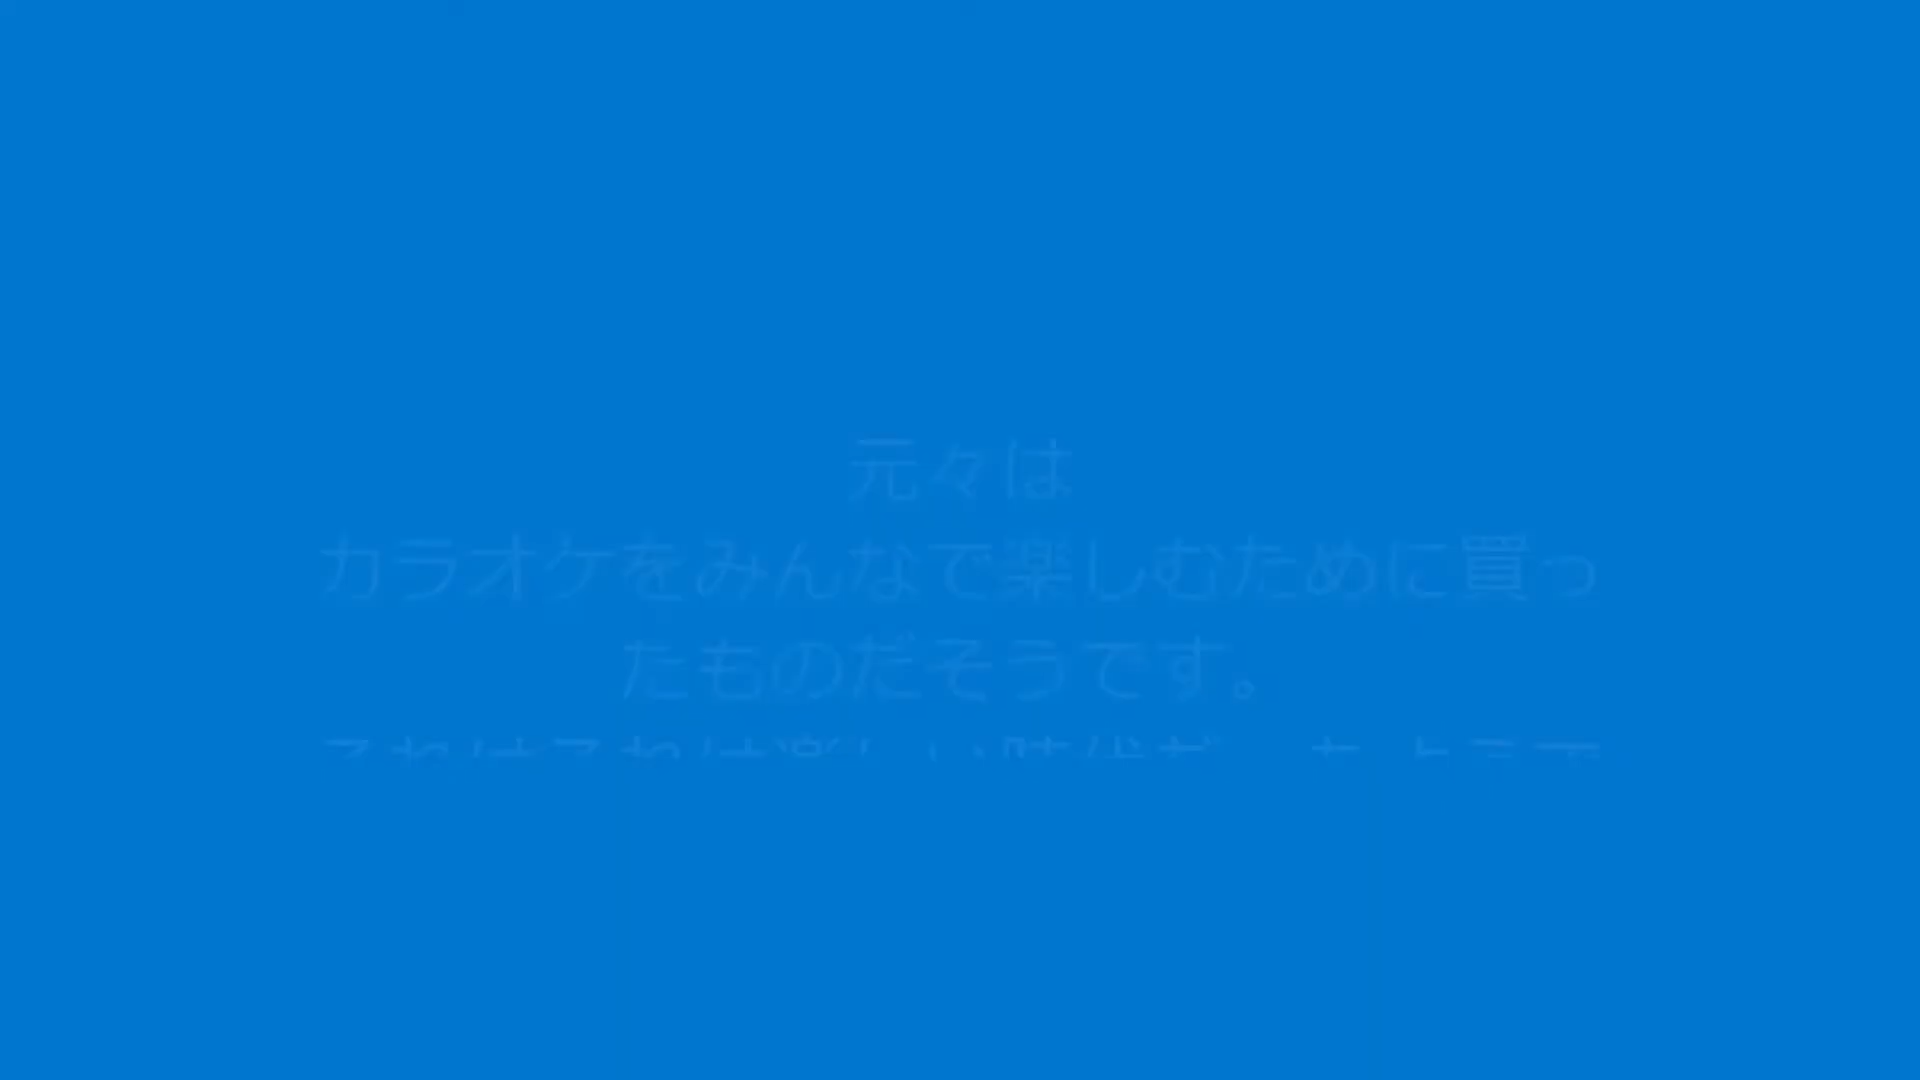 元々は
カラオケをみんなで楽しむために買っ
たものだそうです。